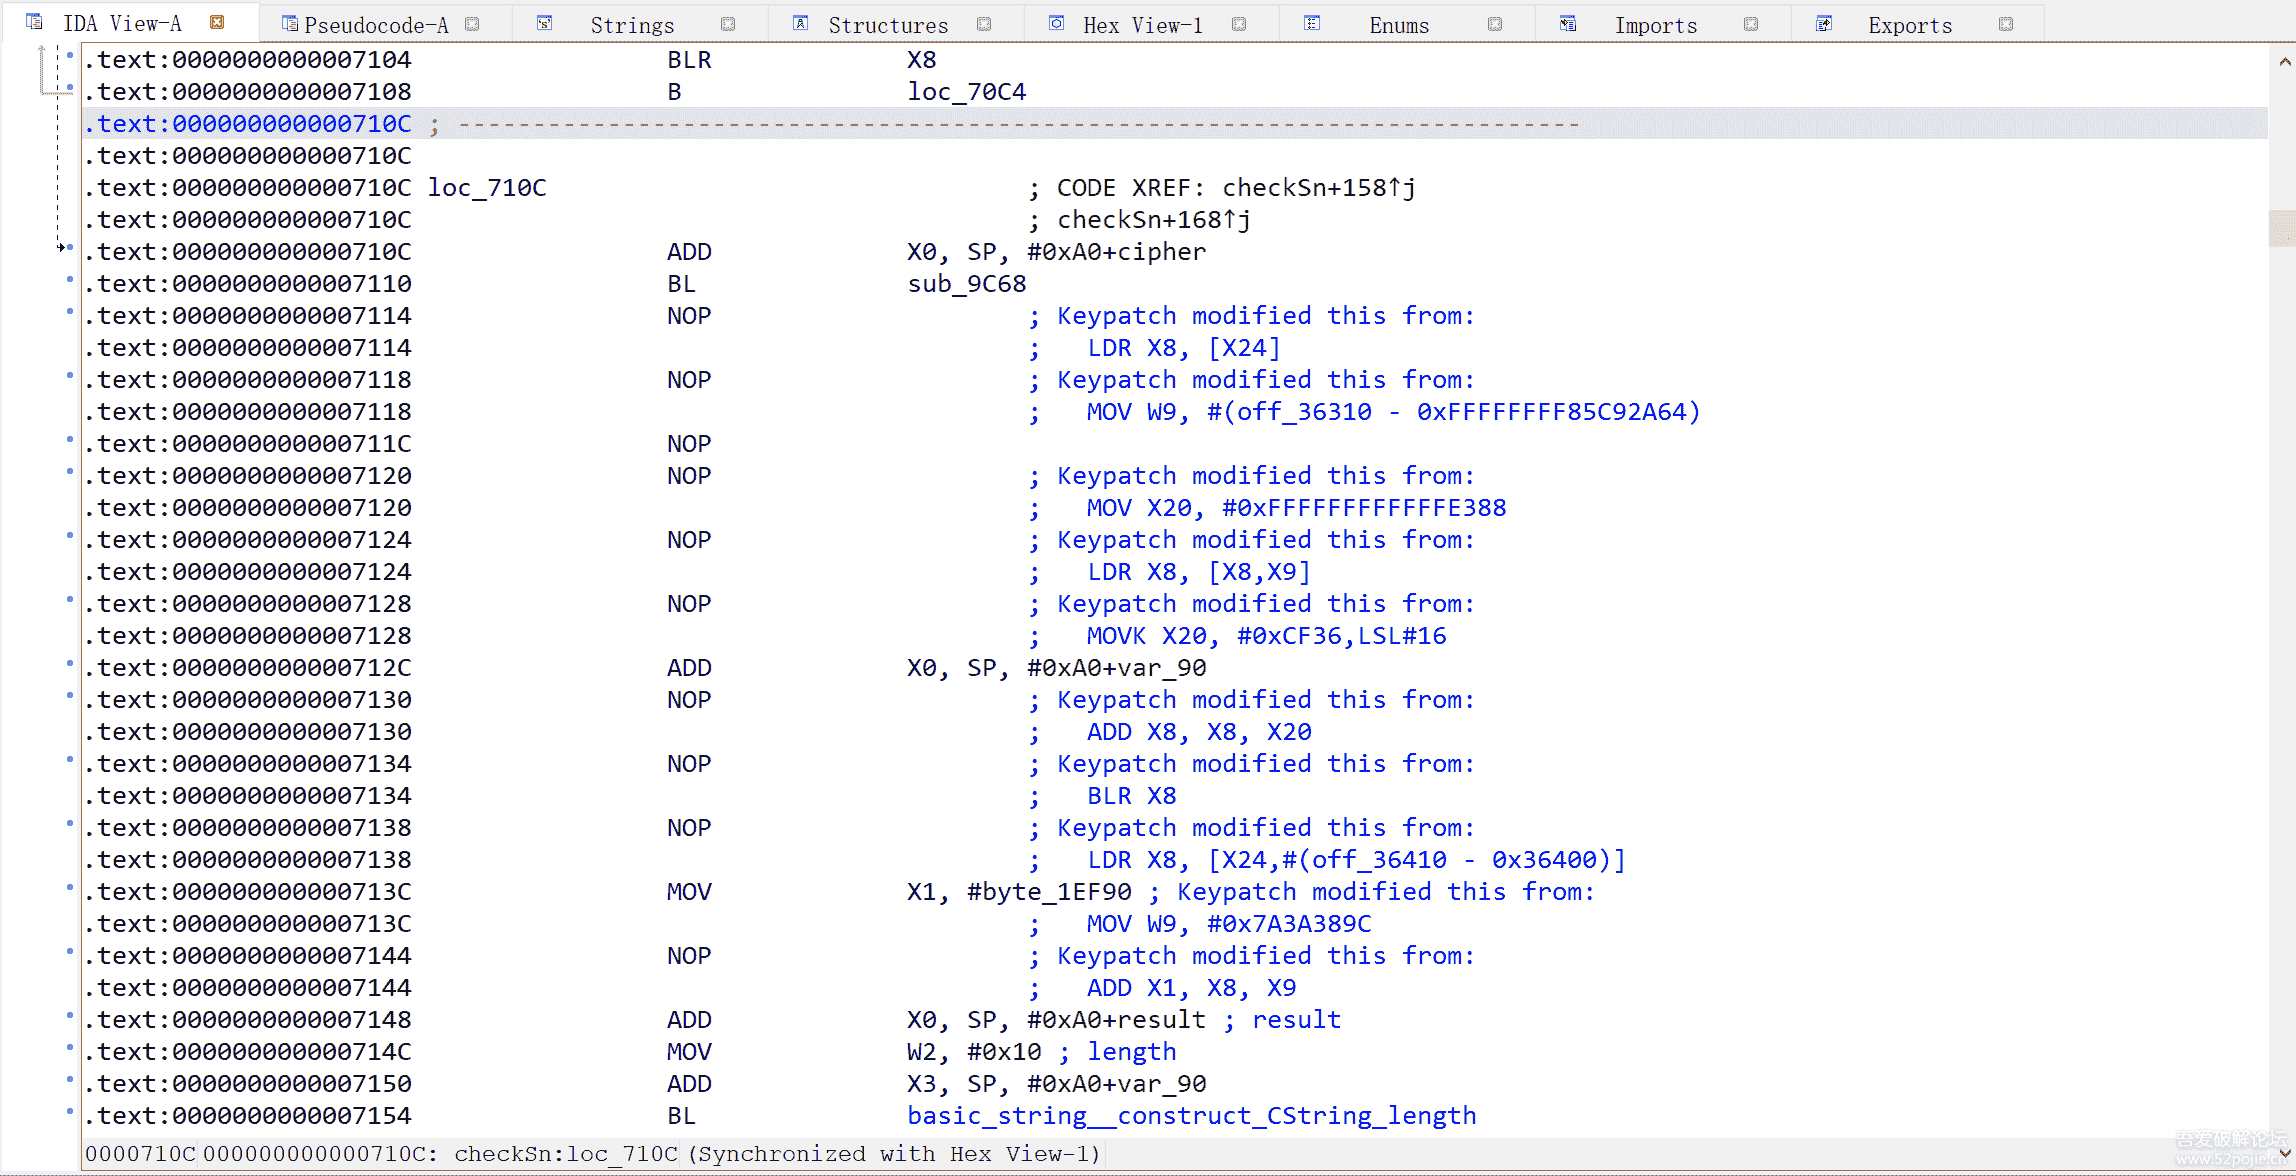 IDA View-A Pseudocode-A Strings Structures Hex View-1 Enums Imports Exports
.text:0000000000007104 BLR X8
.text:0000000000007108 B loc_70C4
.text:000000000000710C ; ---------------------------------------------------------------------------
.text:000000000000710C
.text:000000000000710C loc_710C ; CODE XREF: checkSn+158↑j
.text:000000000000710C ; checkSn+168↑j
.text:000000000000710C ADD X0, SP, #0xA0+cipher
.text:0000000000007110 BL sub_9C68
.text:0000000000007114 NOP ; Keypatch modified this from:
.text:0000000000007114 ; LDR X8, [X24]
.text:0000000000007118 NOP ; Keypatch modified this from:
.text:0000000000007118 ; MOV W9, #(off_36310 - 0xFFFFFFFF85C92A64)
.text:000000000000711C NOP
.text:0000000000007120 NOP ; Keypatch modified this from:
.text:0000000000007120 ; MOV X20, #0xFFFFFFFFFFFFE388
.text:0000000000007124 NOP ; Keypatch modified this from:
.text:0000000000007124 ; LDR X8, [X8,X9]
.text:0000000000007128 NOP ; Keypatch modified this from:
.text:0000000000007128 ; MOVK X20, #0xCF36,LSL#16
.text:000000000000712C ADD X0, SP, #0xA0+var_90
.text:0000000000007130 NOP ; Keypatch modified this from:
.text:0000000000007130 ; ADD X8, X8, X20
.text:0000000000007134 NOP ; Keypatch modified this from:
.text:0000000000007134 ; BLR X8
.text:0000000000007138 NOP ; Keypatch modified this from:
.text:0000000000007138 ; LDR X8, [X24,#(off_36410 - 0x36400)]
.text:000000000000713C MOV X1, #byte_1EF90 ; Keypatch modified this from:
.text:000000000000713C ; MOV W9, #0x7A3A389C
.text:0000000000007144 NOP ; Keypatch modified this from:
.text:0000000000007144 ; ADD X1, X8, X9
.text:0000000000007148 ADD X0, SP, #0xA0+result ; result
.text:000000000000714C MOV W2, #0x10 ; length
.text:0000000000007150 ADD X3, SP, #0xA0+var_90
.text:0000000000007154 BL basic_string__construct_CString_length
0000710C 000000000000710C: checkSn:loc_710C (Synchronized with Hex View-1)
吾爱破解论坛
www.52pojie.cn